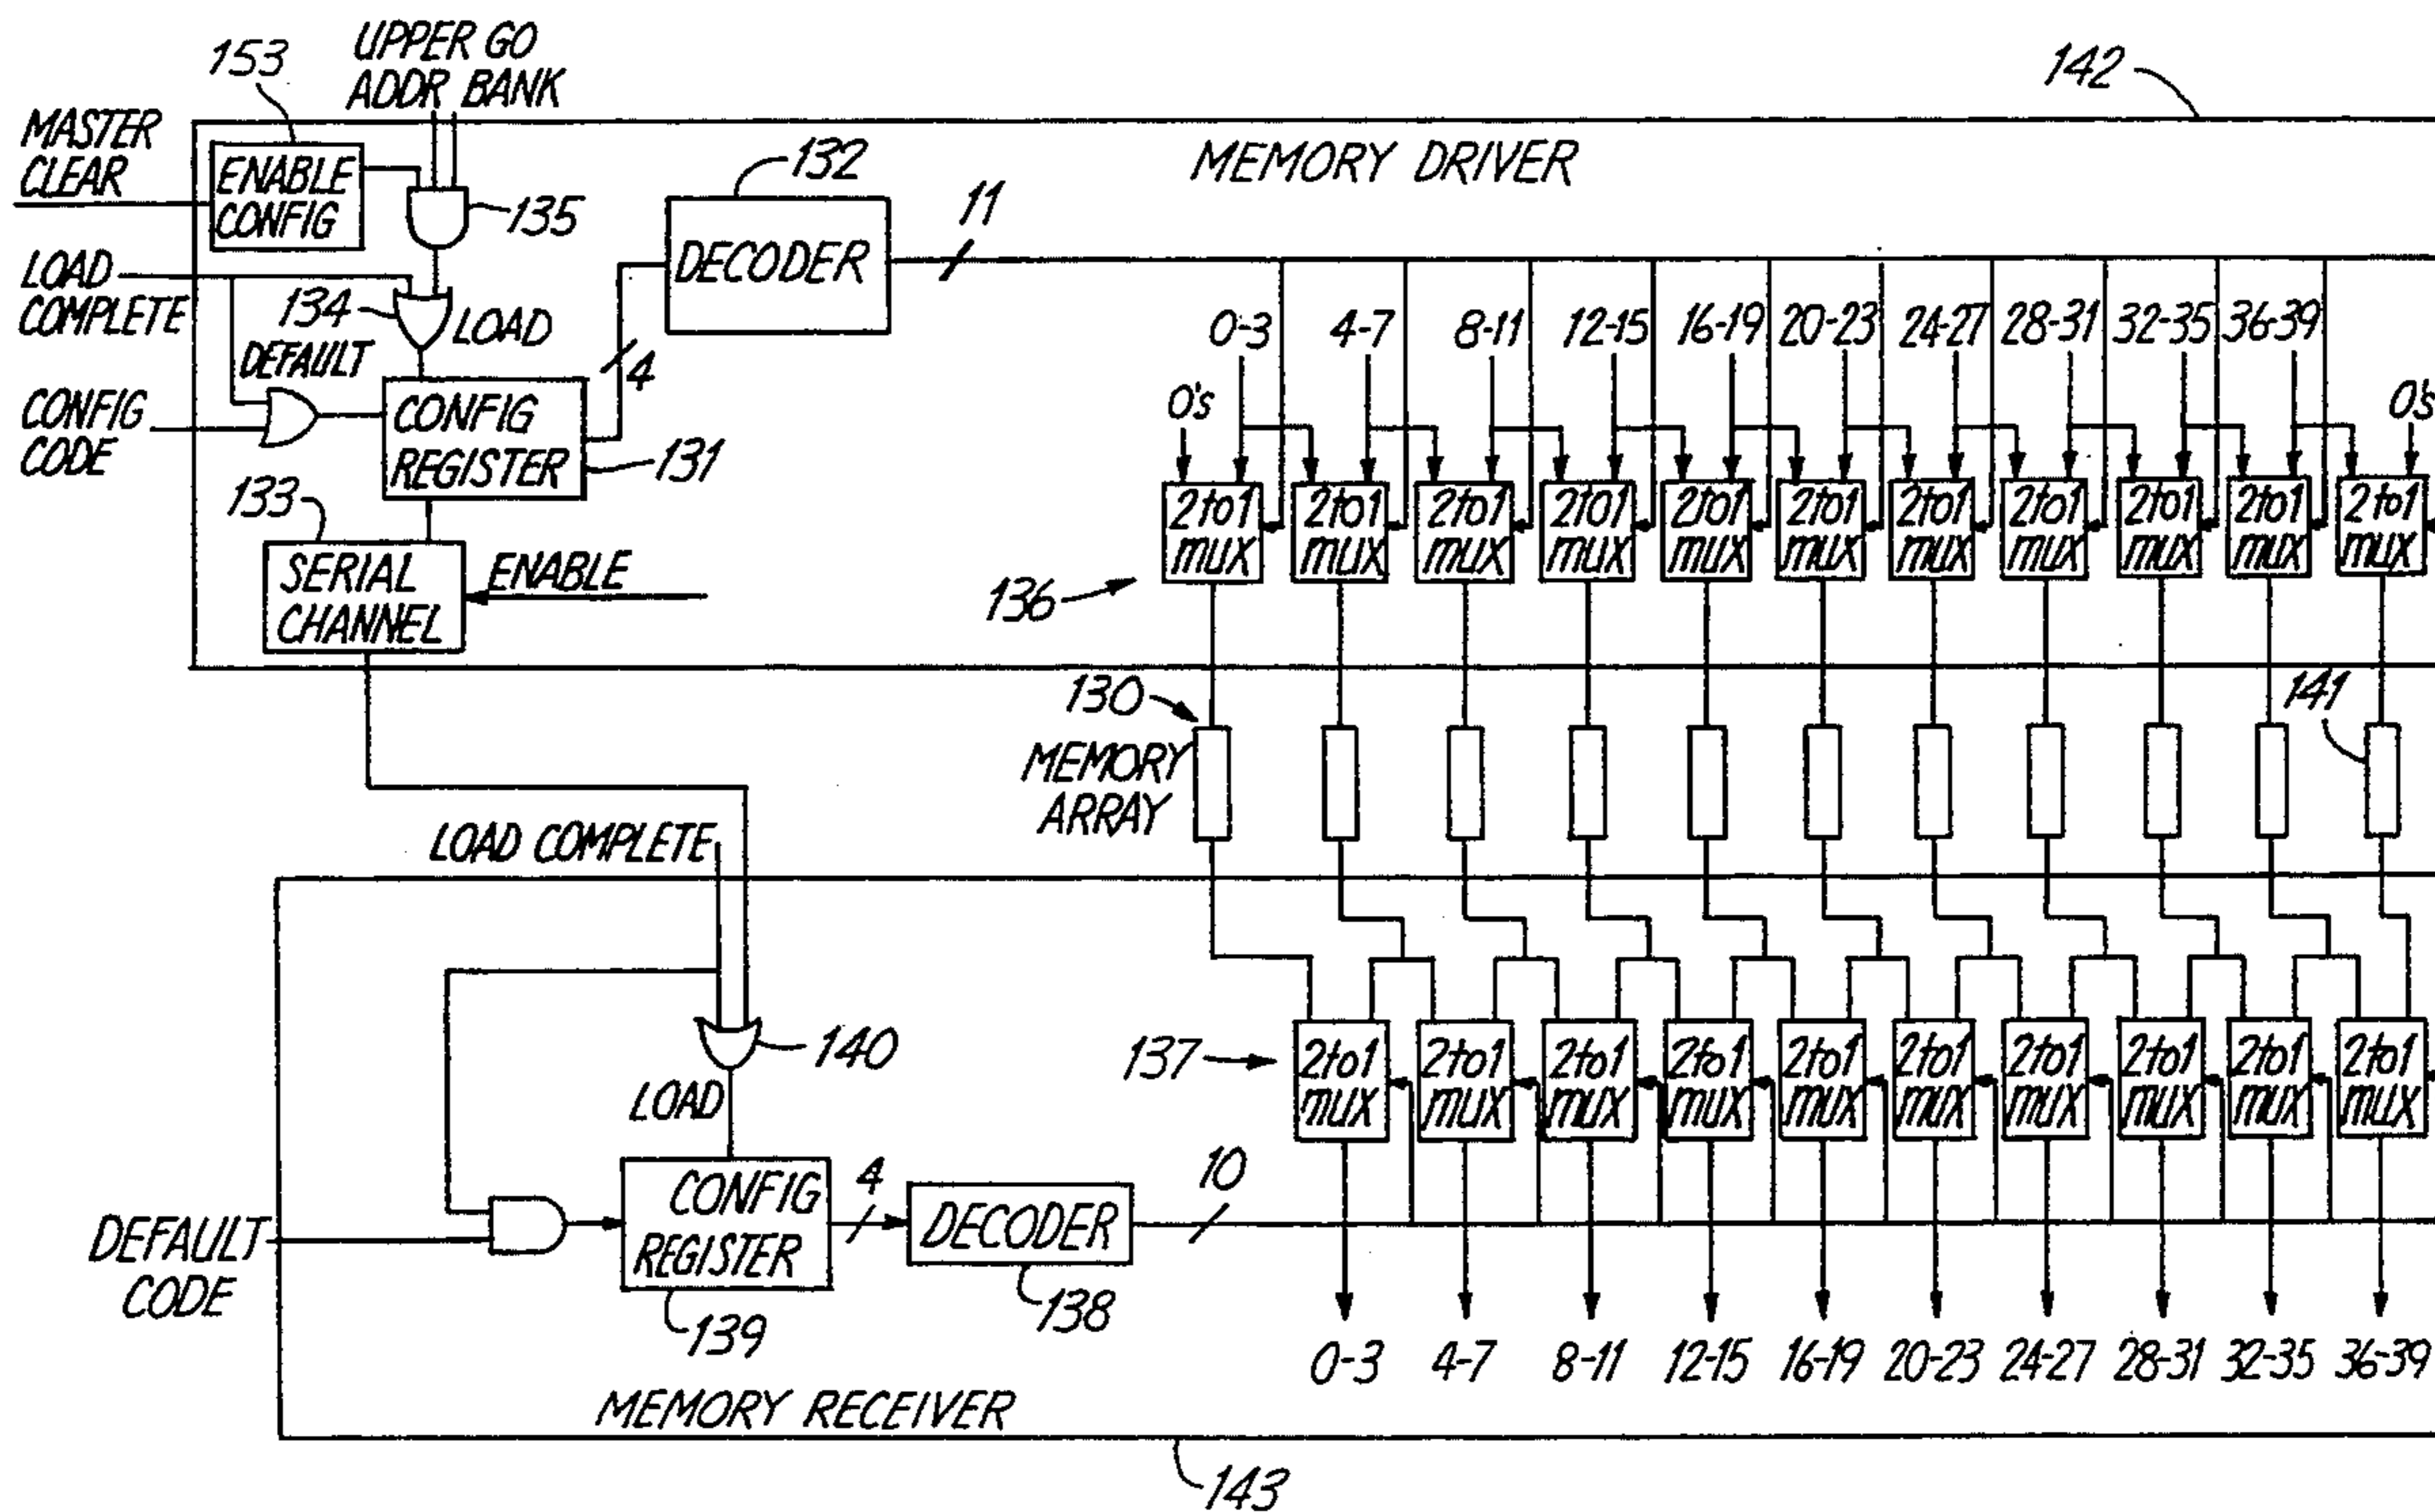 153
UPPER GO
ADDR BANK
142
MASTER
CLEAR
ENABLE
CONFIG
135
132
DECODER
11
MEMORY DRIVER
LOAD
COMPLETE
134
LOAD
DEFAULT
4
0-3 4-7 8-11 12-15 16-19 20-23 24-27 28-31 32-35 36-39
0's 0's
CONFIG
CODE
CONFIG
REGISTER
131
133
SERIAL
CHANNEL
ENABLE
136
2to1 2to1 2to1 2to1 2to1 2to1 2to1 2to1 2to1 2to1 2to1
mux mux mux mux mux mux mux mux mux mux mux
130
MEMORY
ARRAY
141
LOAD COMPLETE
140
LOAD
137
2to1 2to1 2to1 2to1 2to1 2to1 2to1 2to1 2to1 2to1
mux mux mux mux mux mux mux mux mux mux
DEFAULT
CODE
CONFIG
REGISTER
139
4
DECODER
138
10
0-3 4-7 8-11 12-15 16-19 20-23 24-27 28-31 32-35 36-39
MEMORY RECEIVER
143